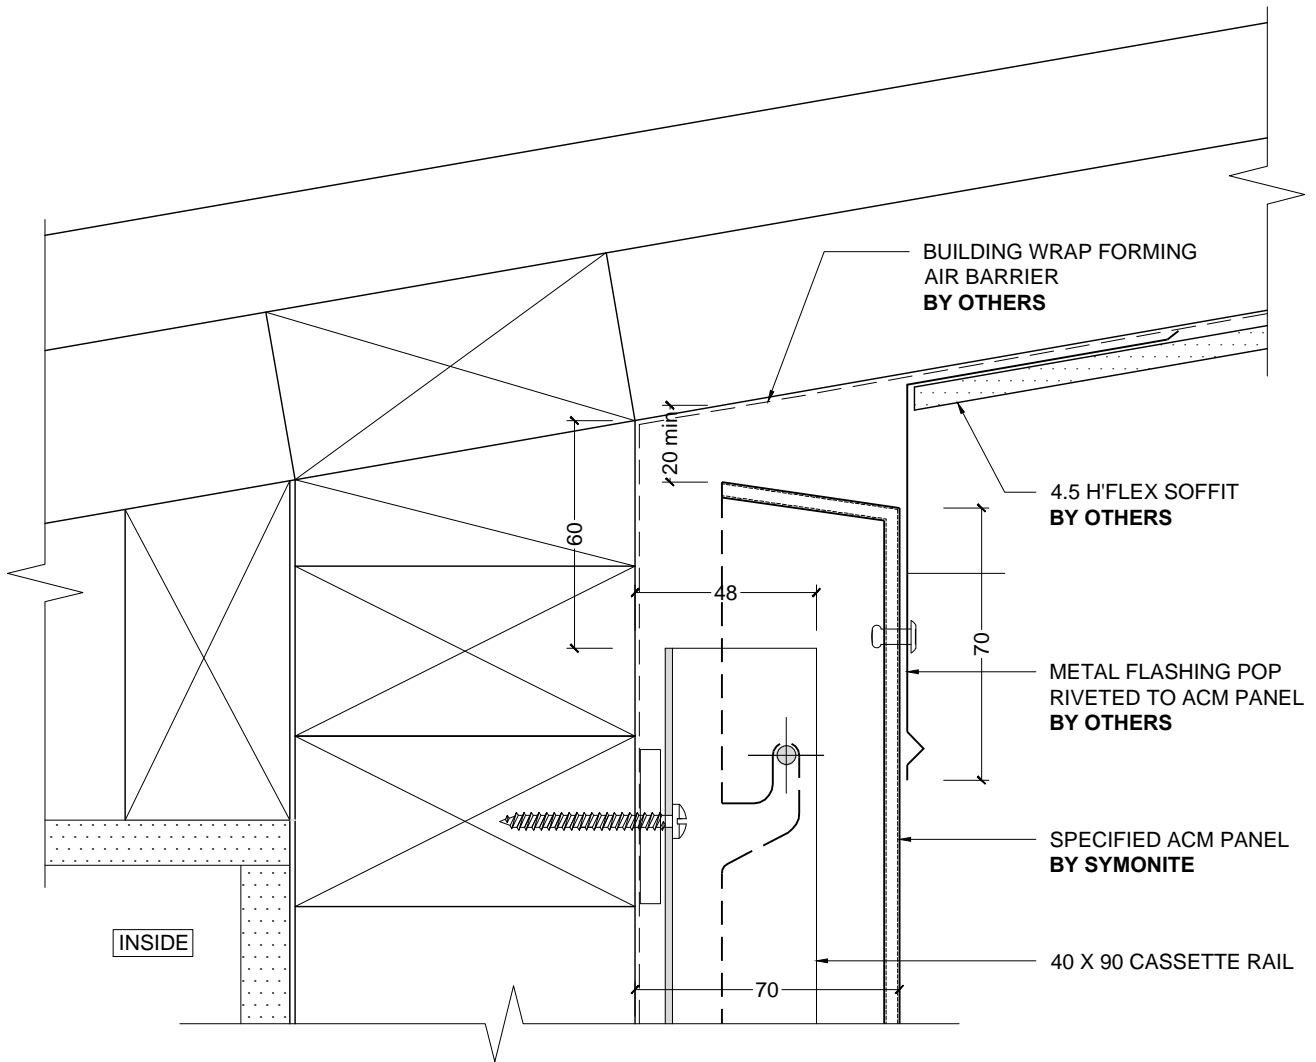 BUILDING WRAP FORMING
AIR BARRIER
BY OTHERS
20 min
60
48
4.5 H'FLEX SOFFIT
BY OTHERS
70
METAL FLASHING POP
RIVETED TO ACM PANEL
BY OTHERS
SPECIFIED ACM PANEL
BY SYMONITE
INSIDE
40 X 90 CASSETTE RAIL
70